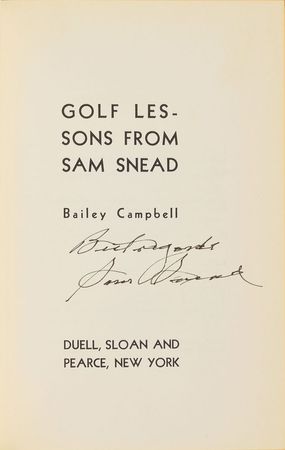 GOLF LES-
SONS FROM
SAM SNEAD
Bailey Campbell
Best regards
Sam Snead
DUELL, SLOAN AND
PEARCE, NEW YORK